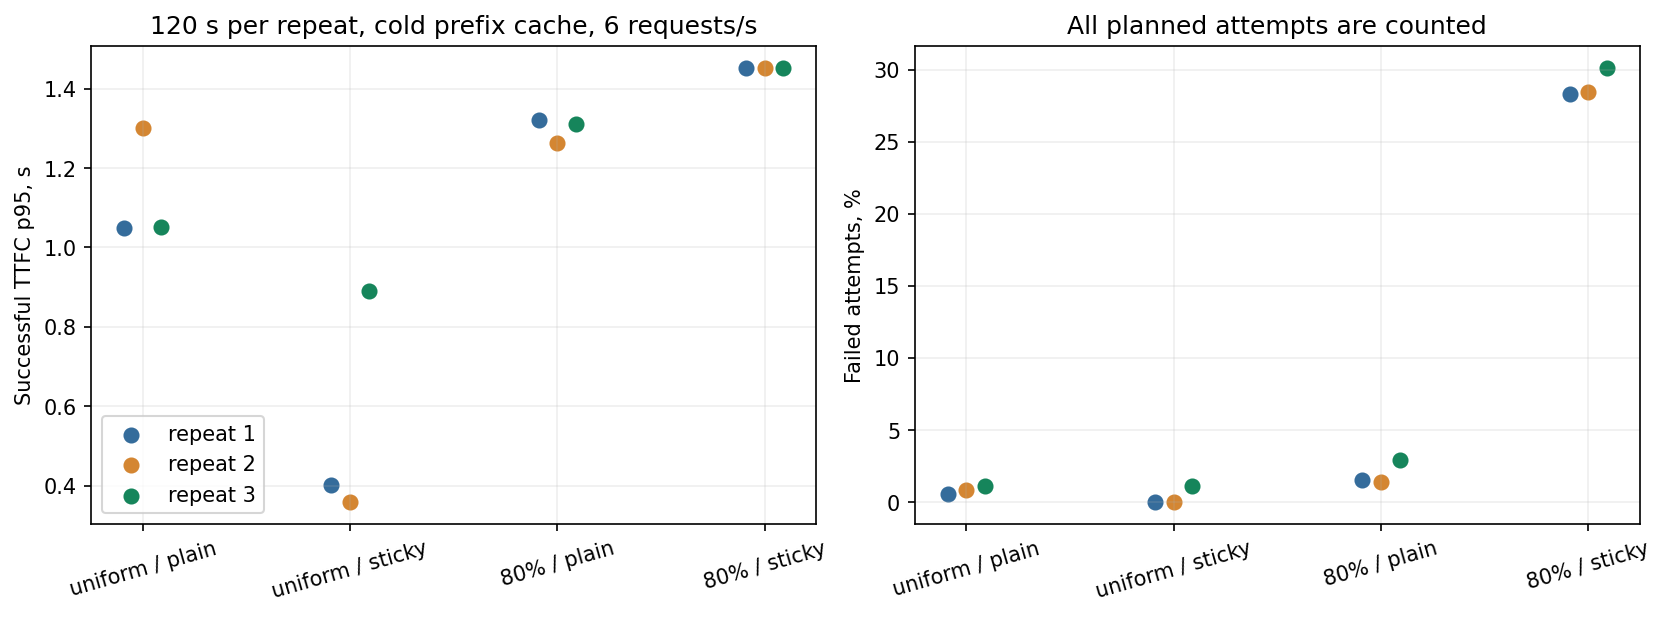 120 s per repeat, cold prefix cache, 6 requests/s
Successful TTFC p95, s
1.4
1.2
1.0
0.8
0.6
0.4
repeat 1
repeat 2
repeat 3
uniform / plain
uniform / sticky
80% / plain
80% / sticky
All planned attempts are counted
Failed attempts, %
30
25
20
15
10
5
0
uniform / plain
uniform / sticky
80% / plain
80% / sticky